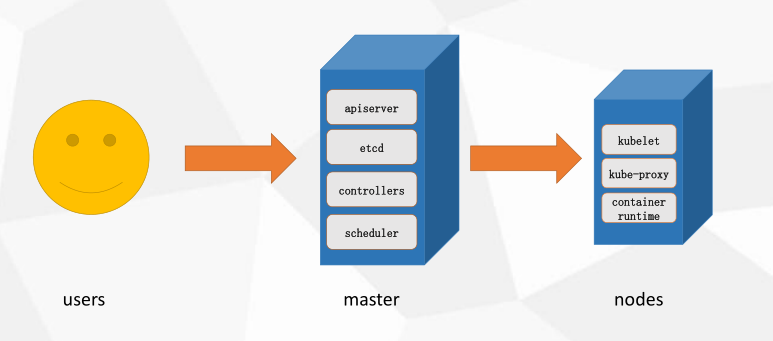 apiserver
etcd
controllers
scheduler
kubelet
kube-proxy
container
runtime
users
master
nodes